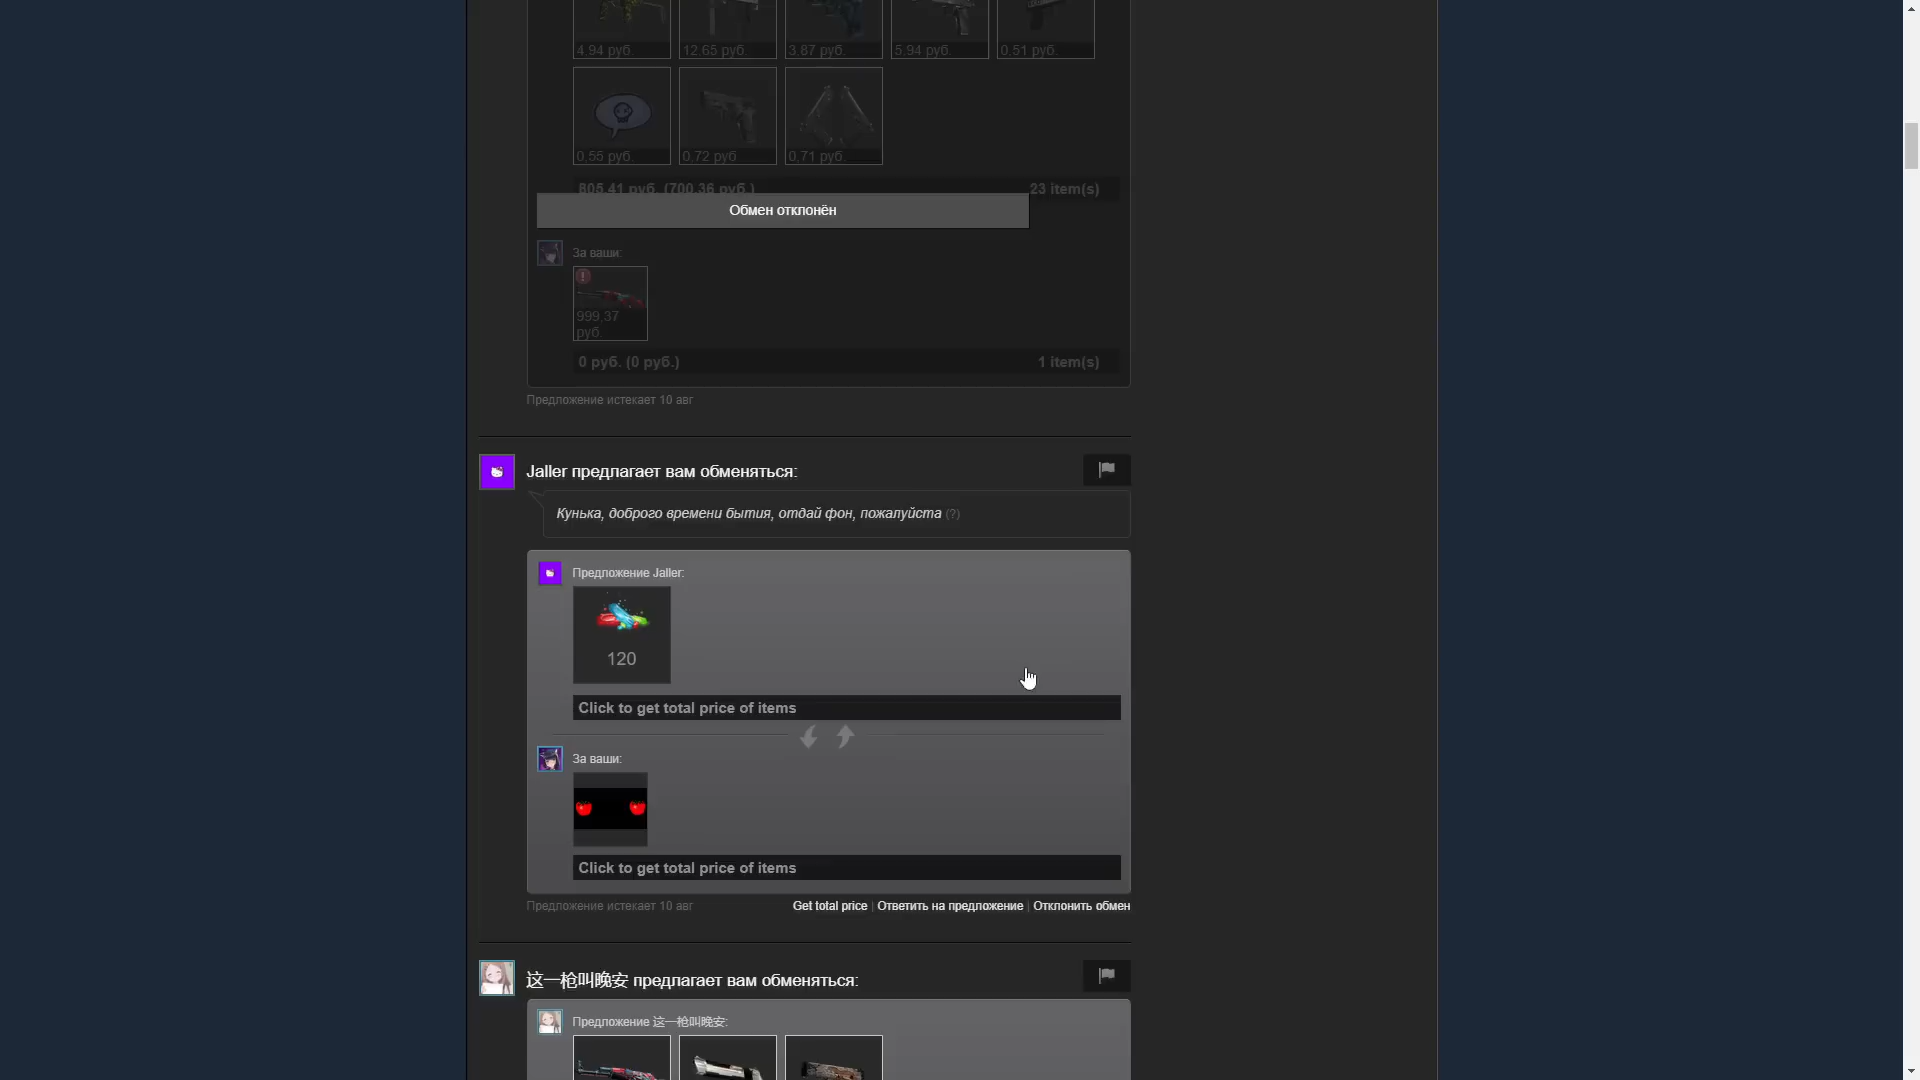 4,94 руб. 12,65 руб. 3,87 руб. 5,94 руб. 0,51 руб.
0,55 руб. 0,72 руб. 0,71 руб.
805,41 руб. (700,36 руб.) 23 item(s)
Обмен отклонён
За ваши:
999,37
руб.
0 руб. (0 руб.) 1 item(s)
Предложение истекает 10 авг
Jaller предлагает вам обменяться:
Кунька, доброго времени бытия, отдай фон, пожалуйста (?)
Предложение Jaller:
120
Click to get total price of items
За ваши:
Click to get total price of items
Предложение истекает 10 авг Get total price | Ответить на предложение | Отклонить обмен
这一枪叫晚安 предлагает вам обменяться:
Предложение 这一枪叫晚安: